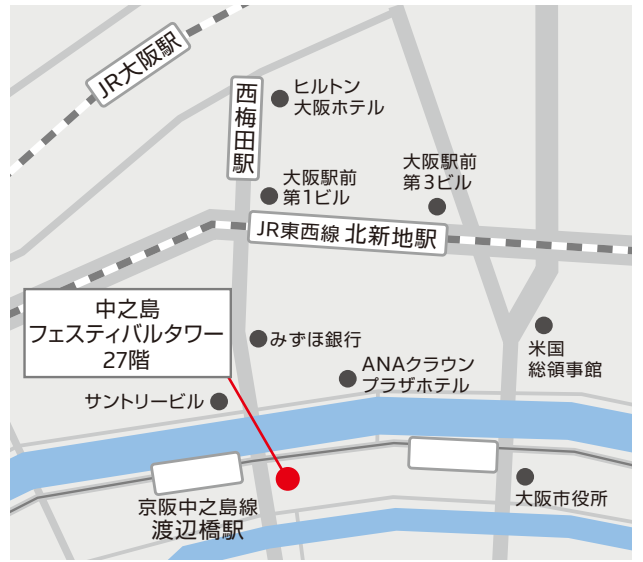 JR大阪駅
西梅田駅
ヒルトン
大阪ホテル
大阪駅前
第1ビル
大阪駅前
第3ビル
JR東西線 北新地駅
中之島
フェスティバルタワー
27階
みずほ銀行
米国
総領事館
ANAクラウン
プラザホテル
サントリービル
京阪中之島線
渡辺橋駅
大阪市役所